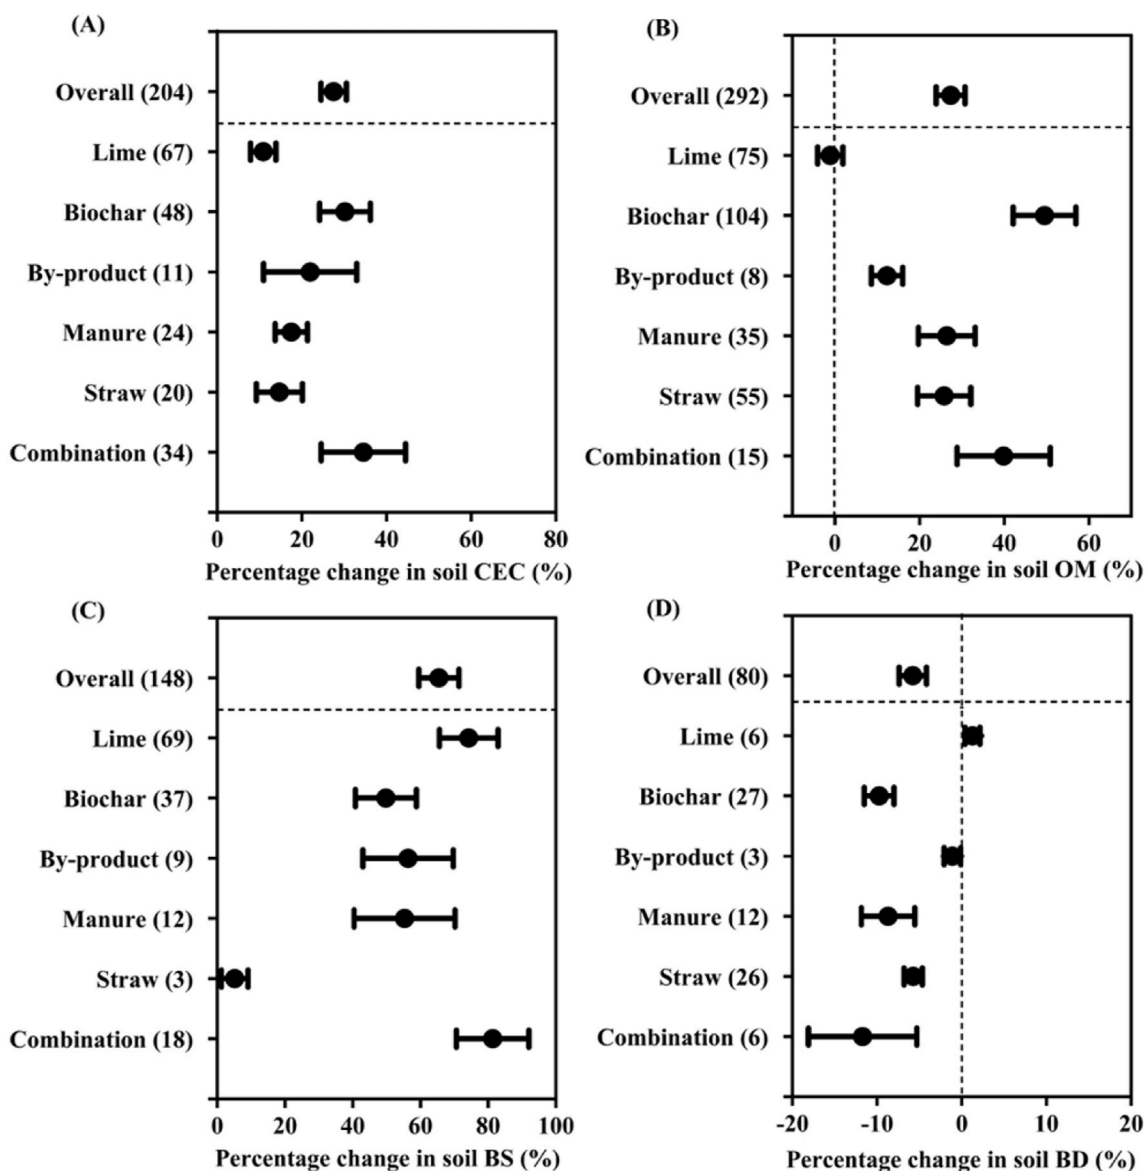 (A)
Overall (204)
Lime (67)
Biochar (48)
By-product (11)
Manure (24)
Straw (20)
Combination (34)
0 20 40 60 80
Percentage change in soil CEC (%)
(B)
Overall (292)
Lime (75)
Biochar (104)
By-product (8)
Manure (35)
Straw (55)
Combination (15)
0 20 40 60
Percentage change in soil OM (%)
(C)
Overall (148)
Lime (69)
Biochar (37)
By-product (9)
Manure (12)
Straw (3)
Combination (18)
0 20 40 60 80 100
Percentage change in soil BS (%)
(D)
Overall (80)
Lime (6)
Biochar (27)
By-product (3)
Manure (12)
Straw (26)
Combination (6)
-20 -10 0 10 20
Percentage change in soil BD (%)